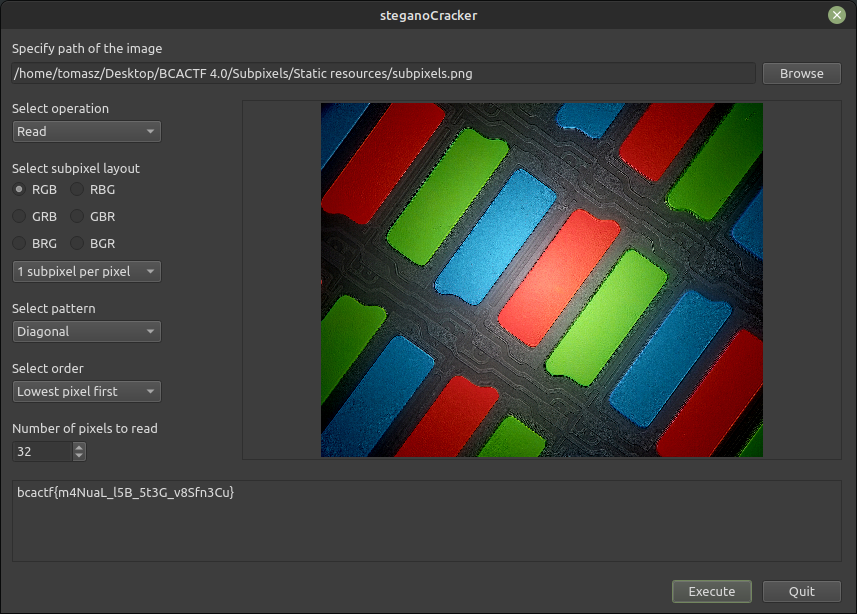 steganoCracker
Specify path of the image
/home/tomasz/Desktop/BCACTF 4.0/Subpixels/Static resources/subpixels.png
Browse
Select operation
Read
Select subpixel layout
RGB RBG
GRB GBR
BRG BGR
1 subpixel per pixel
Select pattern
Diagonal
Select order
Lowest pixel first
Number of pixels to read
32
bcactf{m4NuaL_l5B_5t3G_v8Sfn3Cu}
Execute Quit